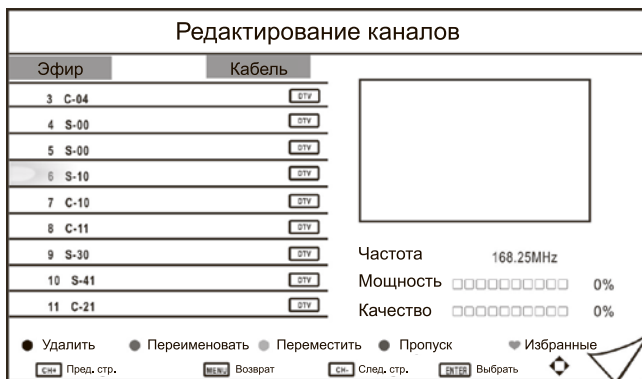 Редактирование каналов
Эфир Кабель
3 C-04 DTV
4 S-00 DTV
5 S-00 DTV
6 S-10 DTV
7 C-10 DTV
8 C-11 DTV
9 S-30 DTV
10 S-41 DTV
11 C-21 DTV
Частота 168.25MHz
Мощность 0%
Качество 0%
Удалить Переименовать Переместить Пропуск Избранные
CH+ Пред. стр. MENU Возврат CH- След. стр. ENTER Выбрать